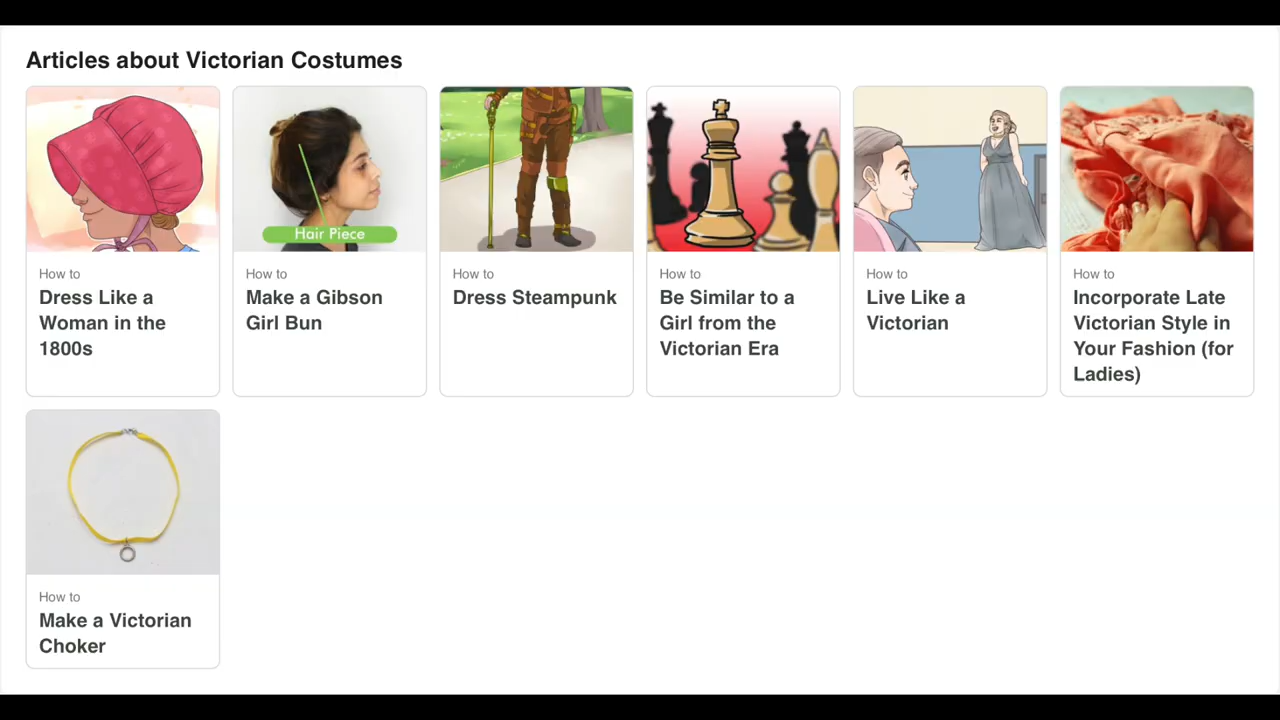 Articles about Victorian Costumes
Hair Piece
How to
Dress Like a
Woman in the
1800s
How to
Make a Gibson
Girl Bun
How to
Dress Steampunk
How to
Be Similar to a
Girl from the
Victorian Era
How to
Live Like a
Victorian
How to
Incorporate Late
Victorian Style in
Your Fashion (for
Ladies)
How to
Make a Victorian
Choker